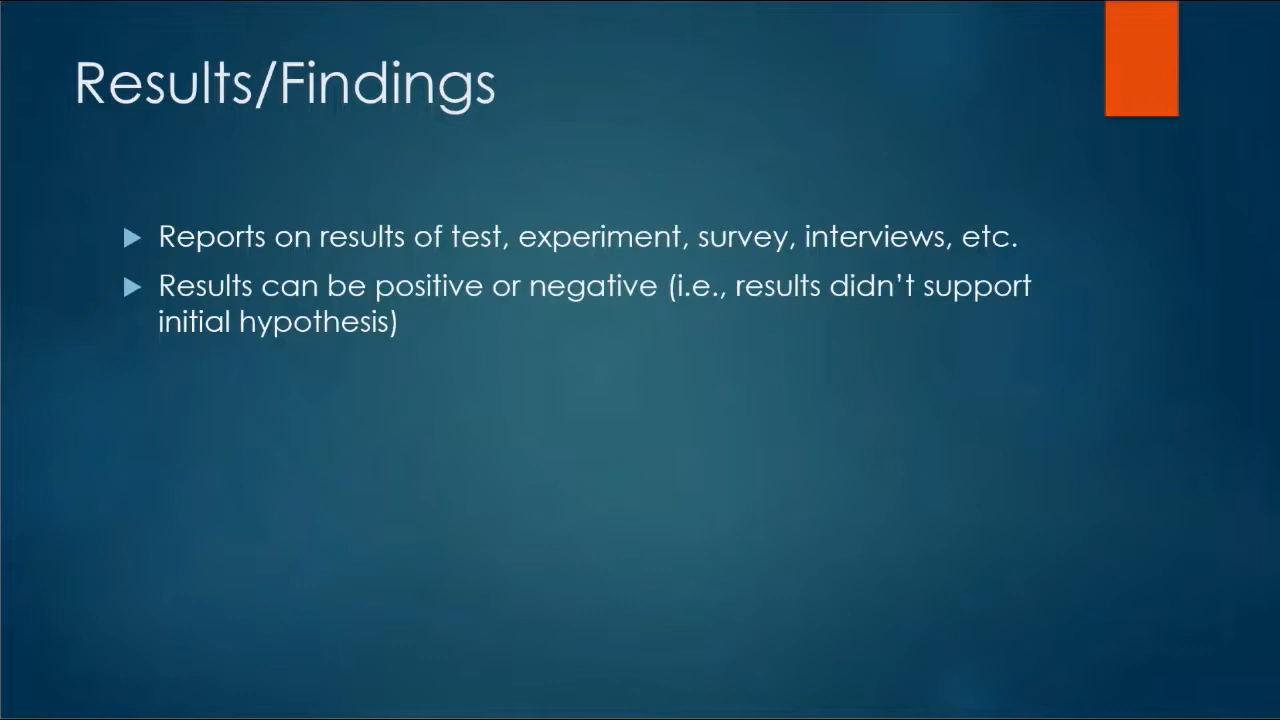 Results/Findings
Reports on results of test, experiment, survey, interviews, etc.
Results can be positive or negative (i.e., results didn’t support
initial hypothesis)